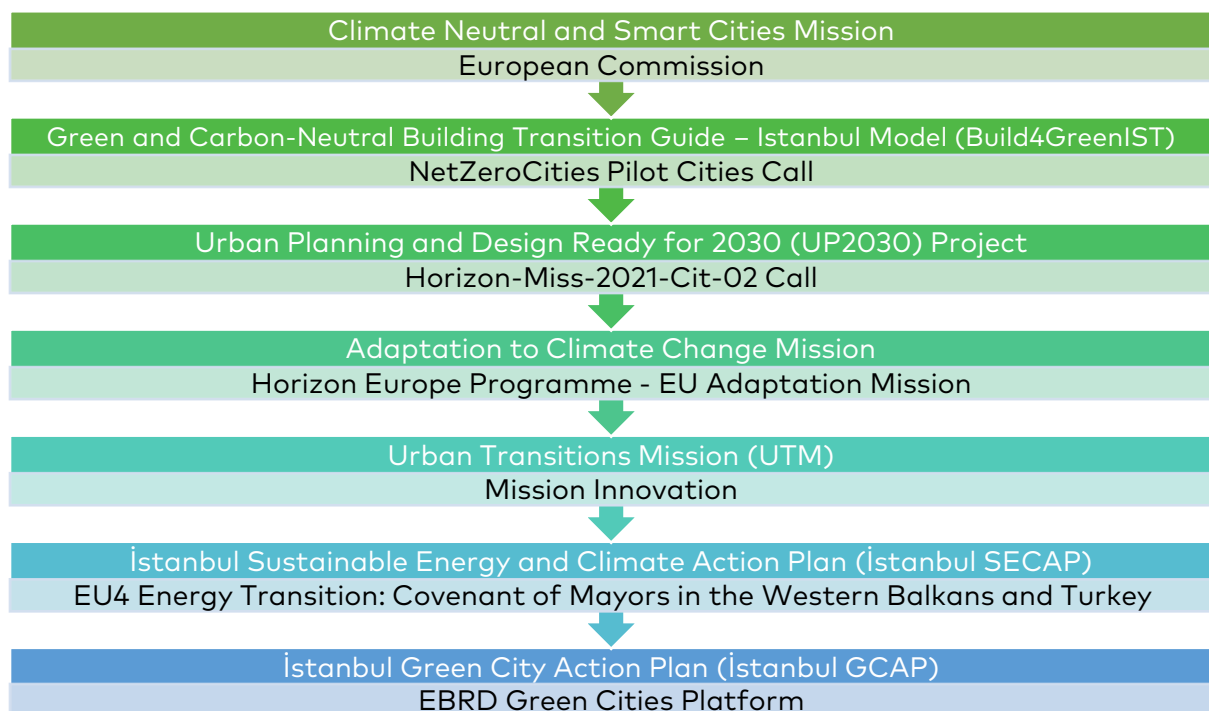 Climate Neutral and Smart Cities Mission
European Commission
Green and Carbon-Neutral Building Transition Guide – Istanbul Model (Build4GreenIST)
NetZeroCities Pilot Cities Call
Urban Planning and Design Ready for 2030 (UP2030) Project
Horizon-Miss-2021-Cit-02 Call
Adaptation to Climate Change Mission
Horizon Europe Programme - EU Adaptation Mission
Urban Transitions Mission (UTM)
Mission Innovation
İstanbul Sustainable Energy and Climate Action Plan (İstanbul SECAP)
EU4 Energy Transition: Covenant of Mayors in the Western Balkans and Turkey
İstanbul Green City Action Plan (İstanbul GCAP)
EBRD Green Cities Platform